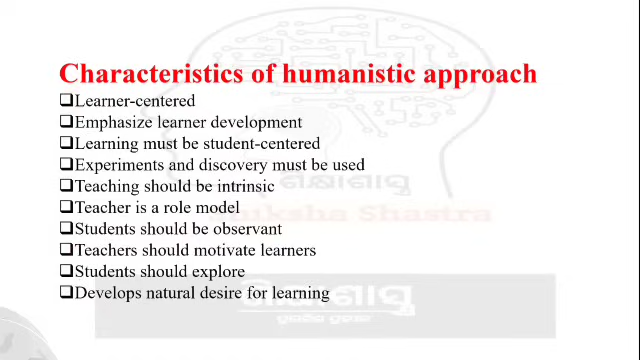 Characteristics of humanistic approach
❑Learner-centered
❑Emphasize learner development
❑Learning must be student-centered
❑Experiments and discovery must be used
❑Teaching should be intrinsic
❑Teacher is a role model
❑Students should be observant
❑Teachers should motivate learners
❑Students should explore
❑Develops natural desire for learning
ଶିକ୍ଷାଶାସ୍ତ୍ର
Shiksha Shastra
ଶିକ୍ଷାଶାସ୍ତ୍ର